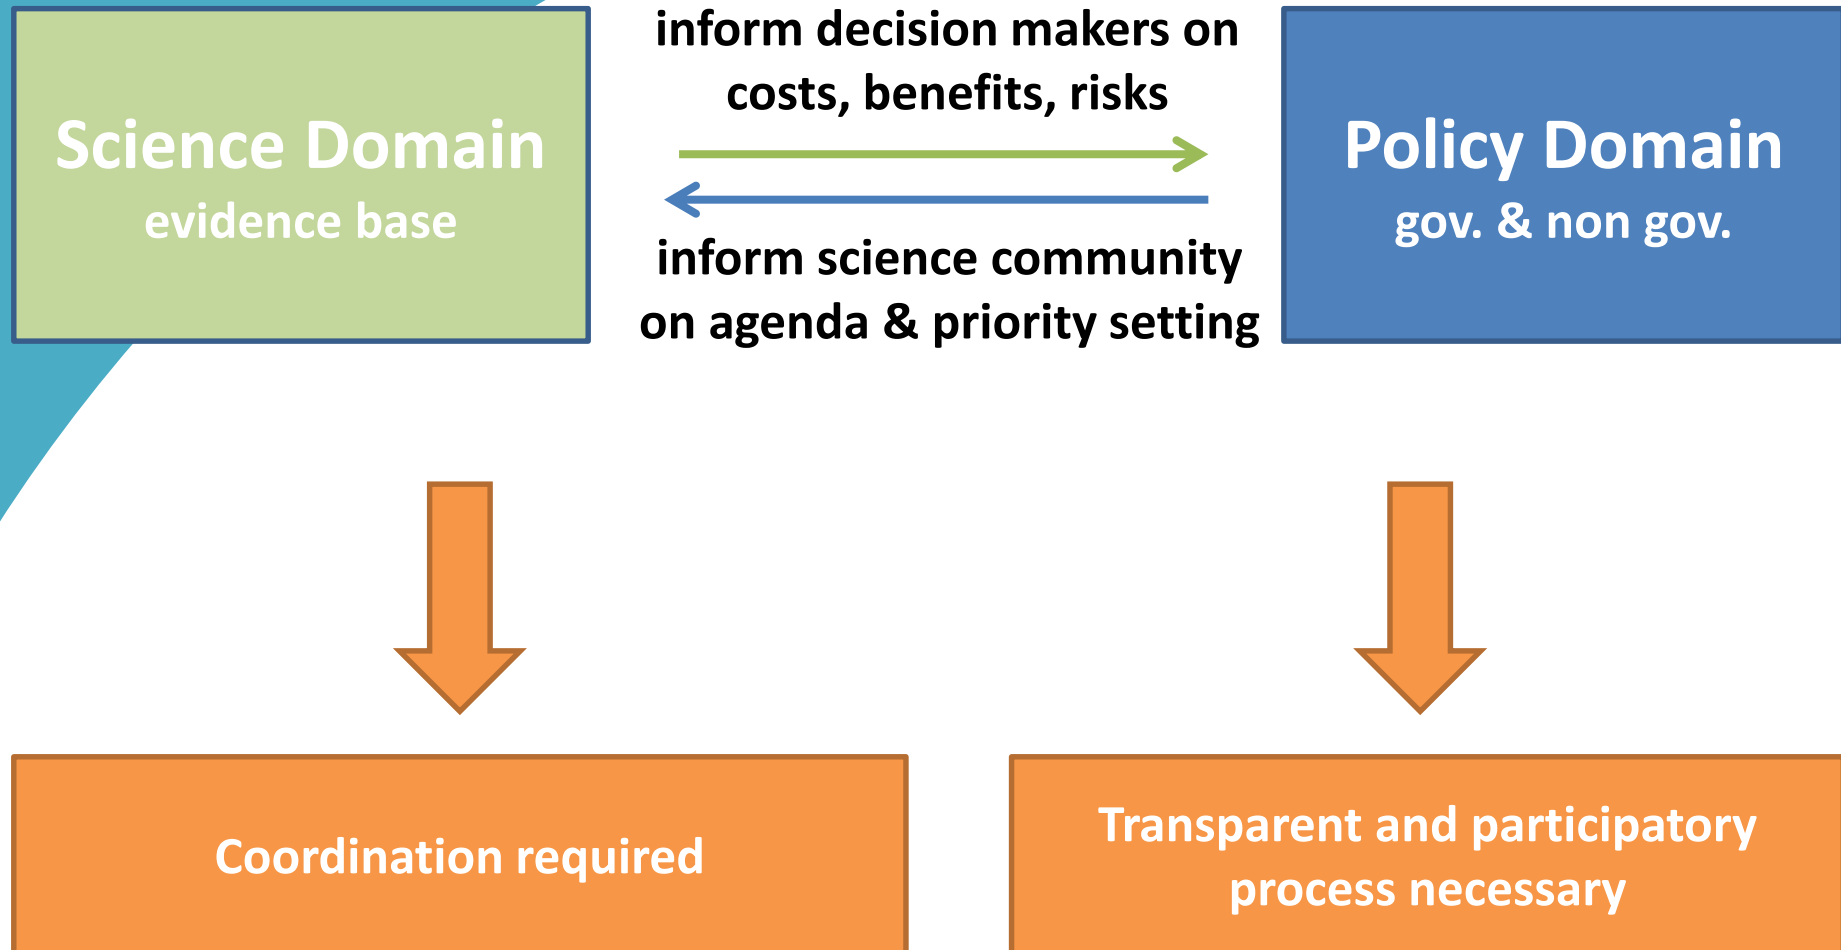 Science Domain
evidence base
inform decision makers on
costs, benefits, risks
inform science community
on agenda & priority setting
Policy Domain
gov. & non gov.
Coordination required
Transparent and participatory
process necessary